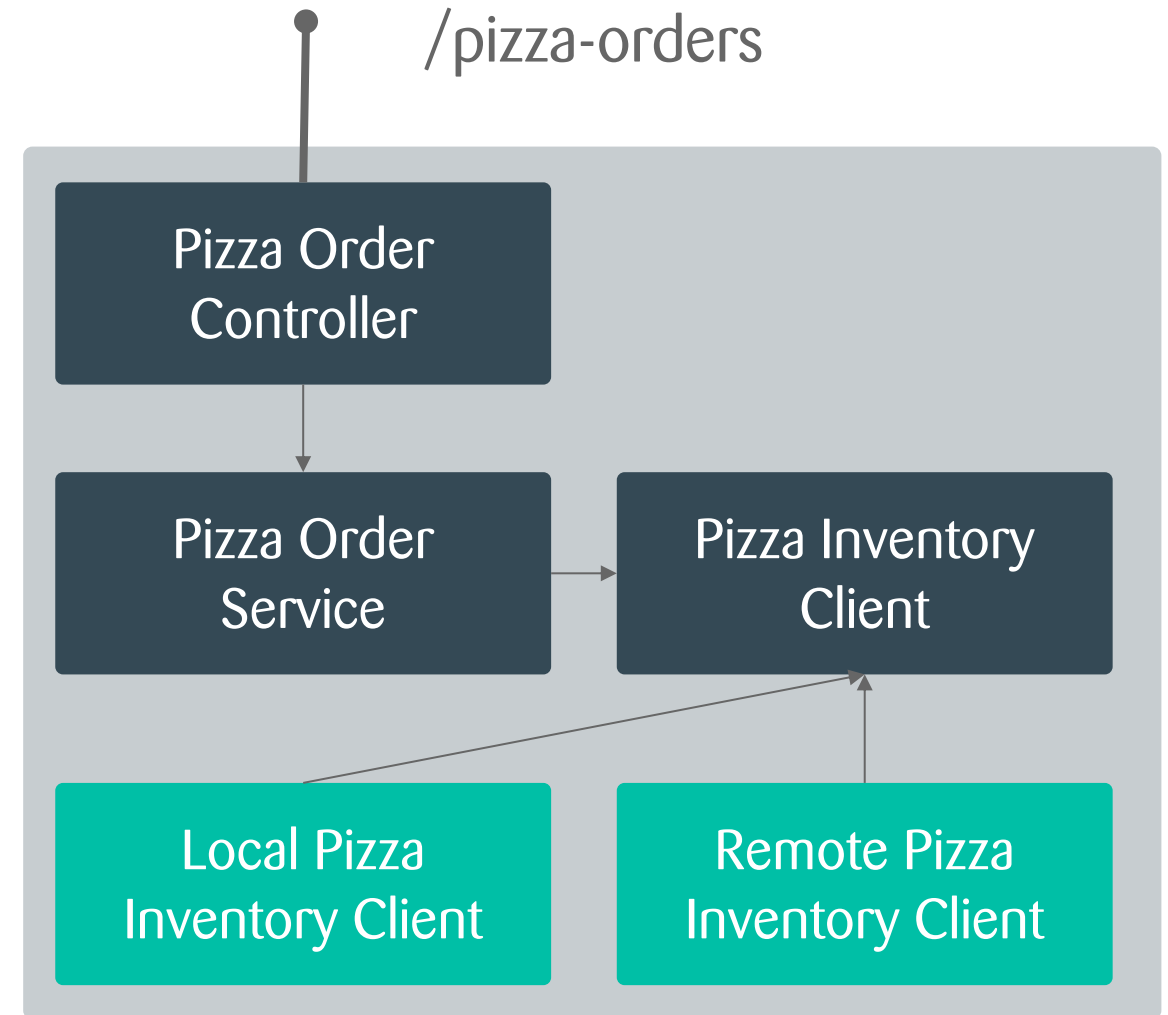 /pizza-orders
Pizza Order
Controller
Pizza Order
Service
Pizza Inventory
Client
Local Pizza
Inventory Client
Remote Pizza
Inventory Client